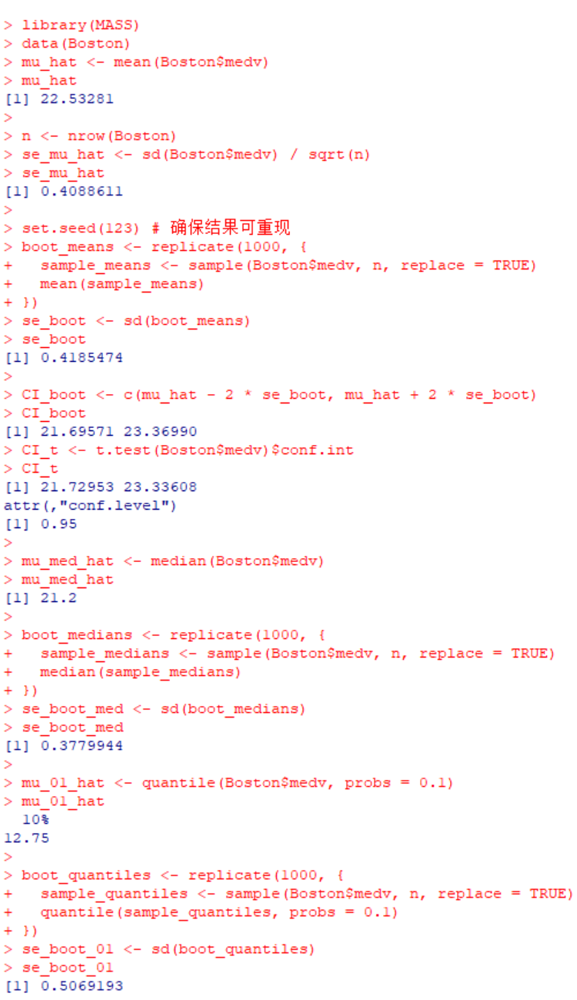 > library(MASS)
> data(Boston)
> mu_hat <- mean(Boston$medv)
> mu_hat
[1] 22.53281
>
> n <- nrow(Boston)
> se_mu_hat <- sd(Boston$medv) / sqrt(n)
> se_mu_hat
[1] 0.4088611
>
> set.seed(123) # 确保结果可重现
> boot_means <- replicate(1000, {
+   sample_means <- sample(Boston$medv, n, replace = TRUE)
+   mean(sample_means)
+ })
> se_boot <- sd(boot_means)
> se_boot
[1] 0.4185474
>
> CI_boot <- c(mu_hat - 2 * se_boot, mu_hat + 2 * se_boot)
> CI_boot
[1] 21.69571 23.36990
> CI_t <- t.test(Boston$medv)$conf.int
> CI_t
[1] 21.72953 23.33608
attr(,"conf.level")
[1] 0.95
>
> mu_med_hat <- median(Boston$medv)
> mu_med_hat
[1] 21.2
>
> boot_medians <- replicate(1000, {
+   sample_medians <- sample(Boston$medv, n, replace = TRUE)
+   median(sample_medians)
+ })
> se_boot_med <- sd(boot_medians)
> se_boot_med
[1] 0.3779944
>
> mu_01_hat <- quantile(Boston$medv, probs = 0.1)
> mu_01_hat
  10%
12.75
>
> boot_quantiles <- replicate(1000, {
+   sample_quantiles <- sample(Boston$medv, n, replace = TRUE)
+   quantile(sample_quantiles, probs = 0.1)
+ })
> se_boot_01 <- sd(boot_quantiles)
> se_boot_01
[1] 0.5069193